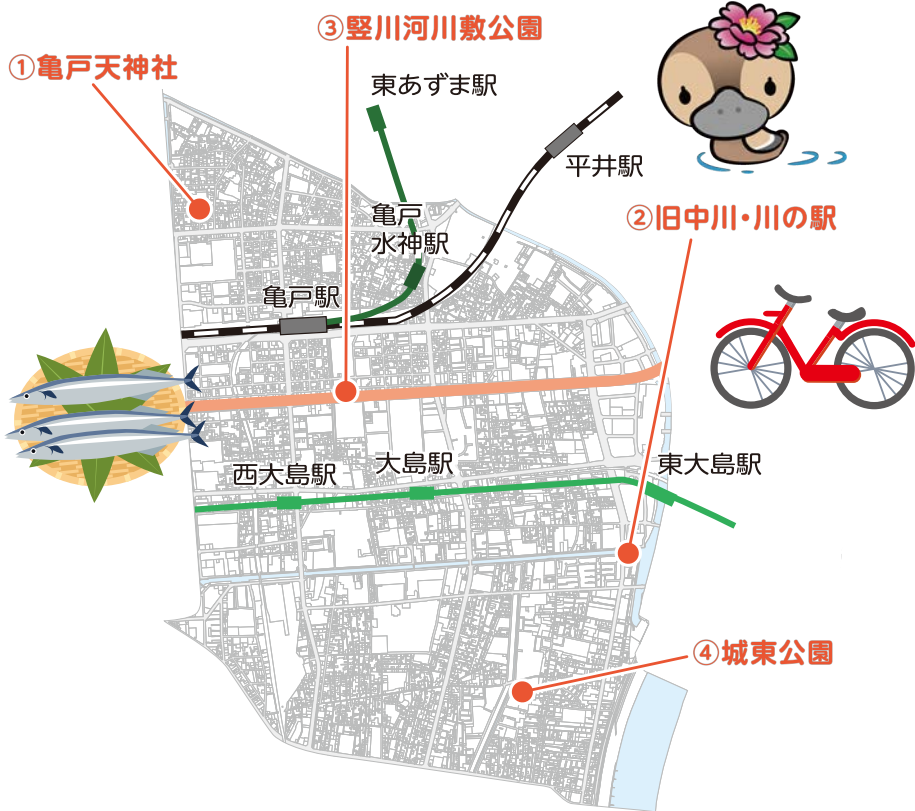 ③竪川河川敷公園
①亀戸天神社
東あずま駅
平井駅
亀戸
水神駅
②旧中川・川の駅
亀戸駅
西大島駅
大島駅
東大島駅
④城東公園